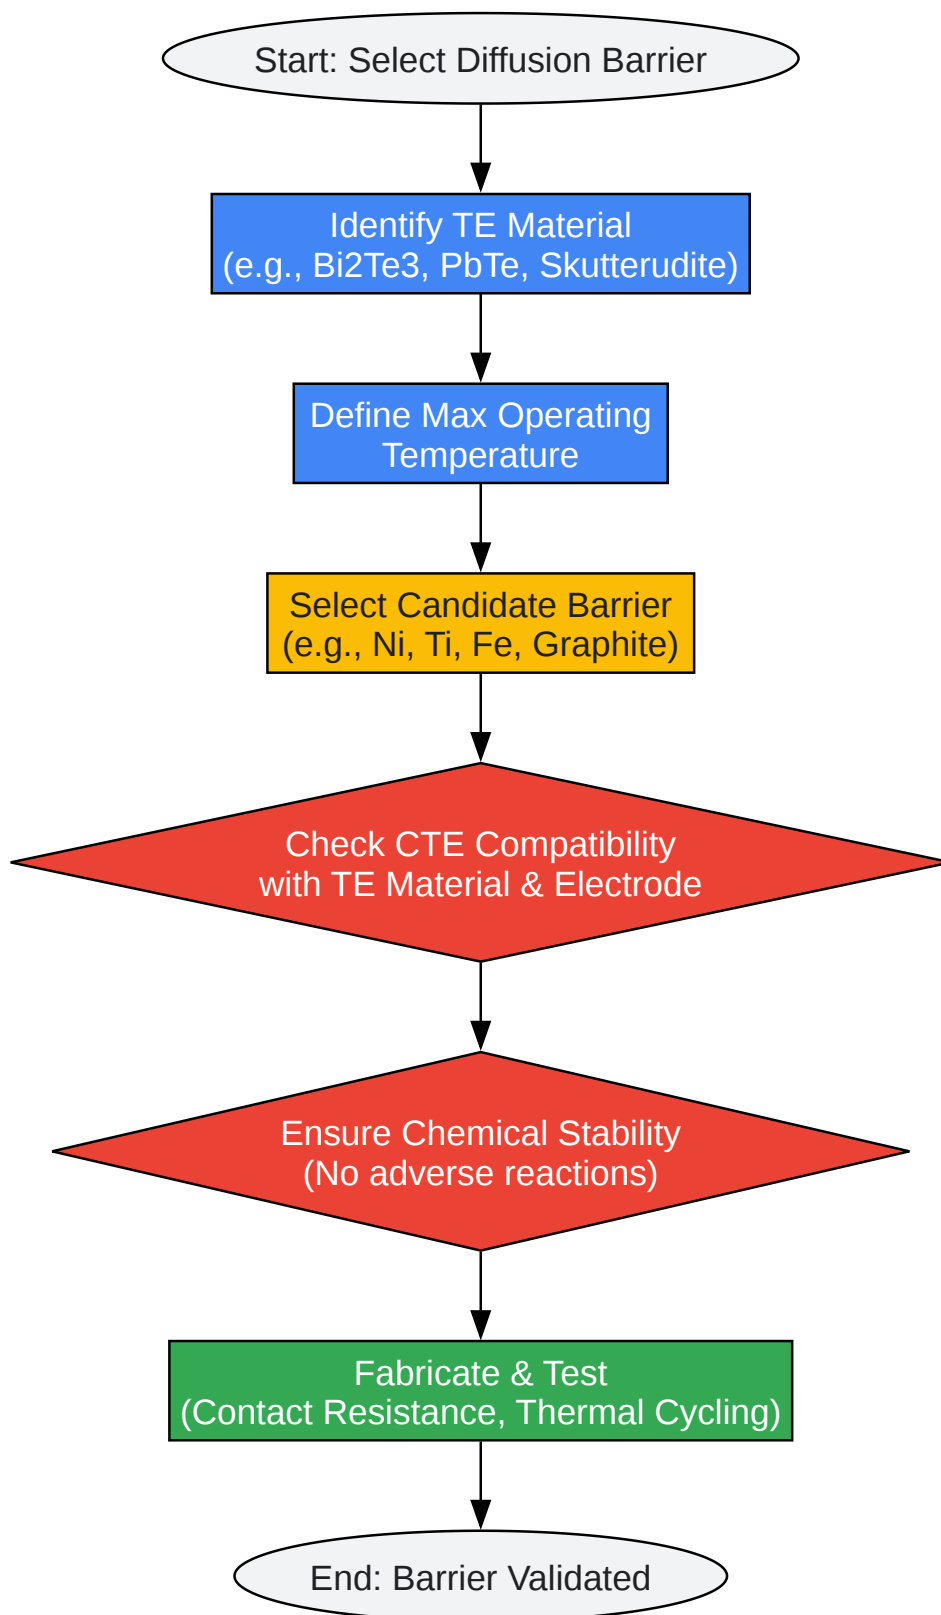 Start: Select Diffusion Barrier
Identify TE Material
(e.g., Bi2Te3, PbTe, Skutterudite)
Define Max Operating
Temperature
Select Candidate Barrier
(e.g., Ni, Ti, Fe, Graphite)
Check CTE Compatibility
with TE Material & Electrode
Ensure Chemical Stability
(No adverse reactions)
Fabricate & Test
(Contact Resistance, Thermal Cycling)
End: Barrier Validated